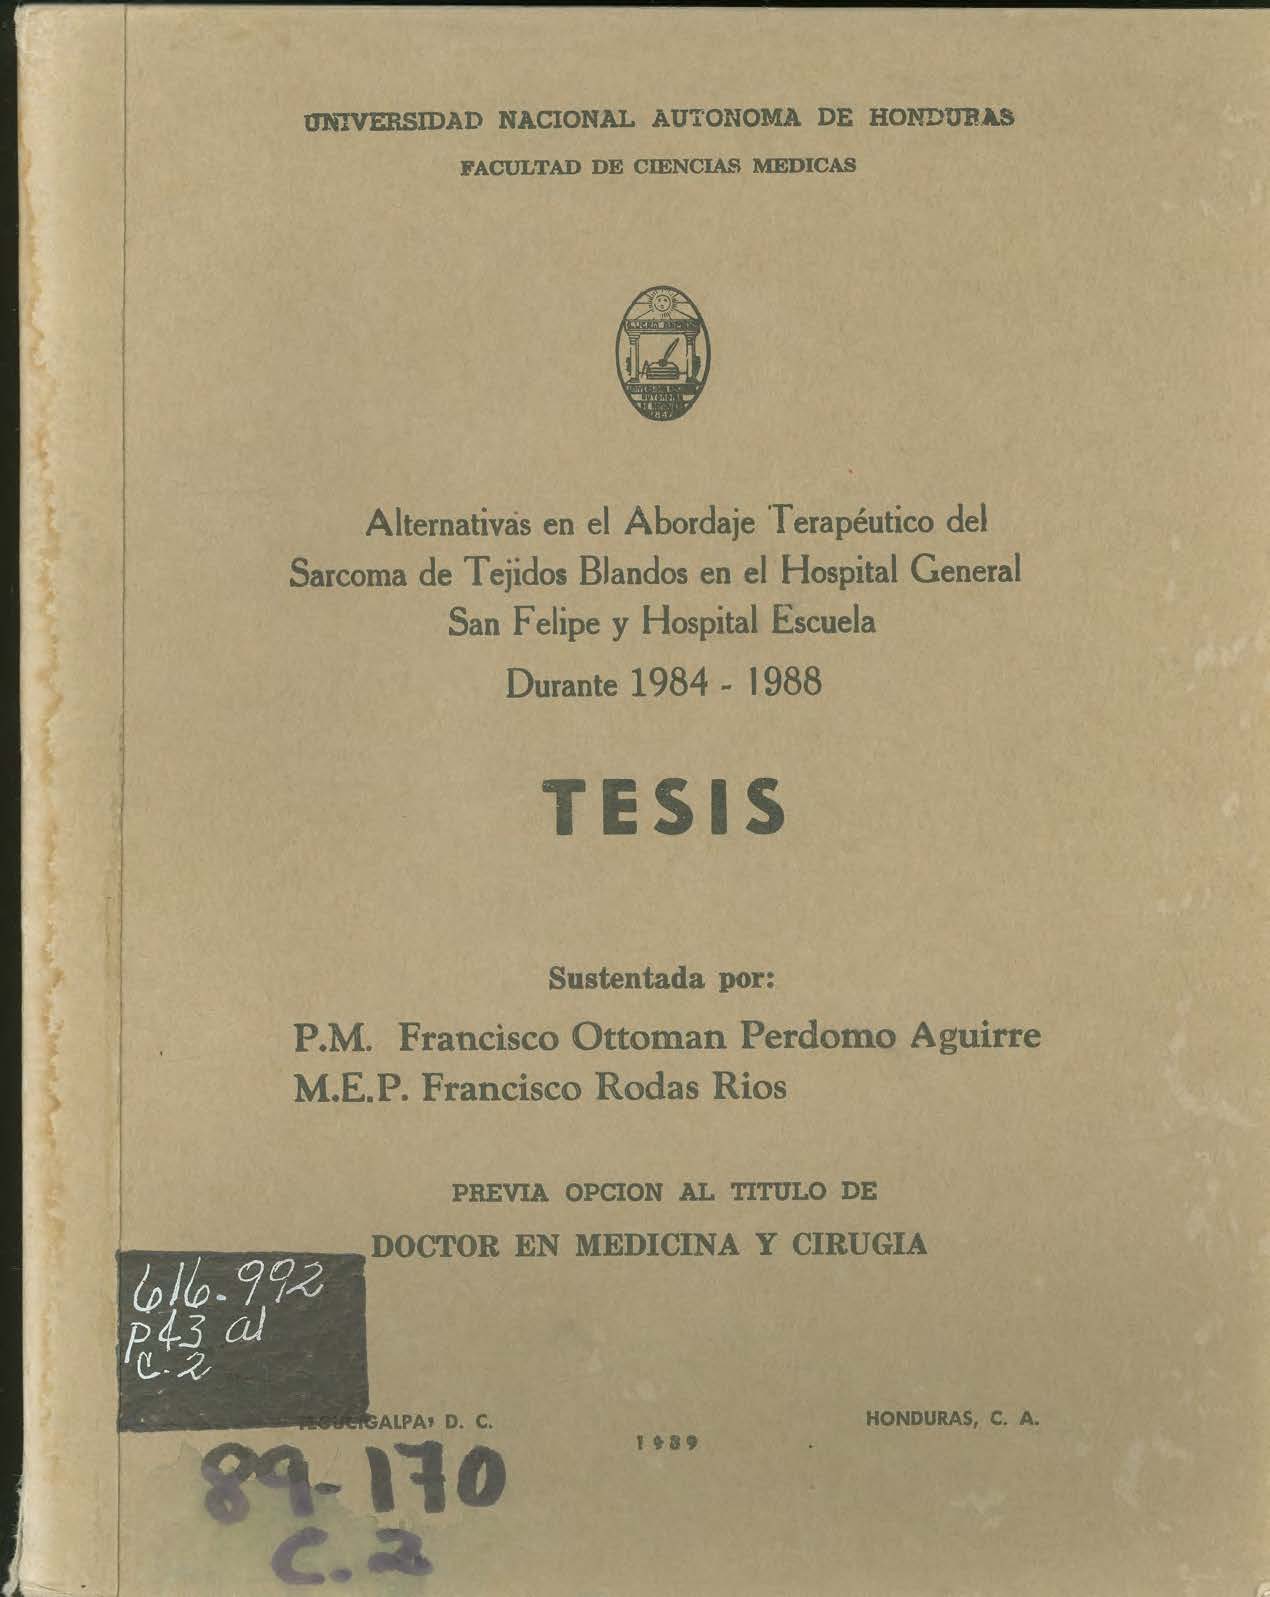 UNIVERSIDAD NACIONAL AUTONOMA DE HONDURAS
FACULTAD DE CIENCIAS MEDICAS
Alternativas en el Abordaje Terapéutico del
Sarcoma de Tejidos Blandos en el Hospital General
San Felipe y Hospital Escuela
Durante 1984 - 1988
TESIS
Sustentada por:
P.M. Francisco Ottoman Perdomo Aguirre
M.E.P. Francisco Rodas Rios
PREVIA OPCION AL TITULO DE
DOCTOR EN MEDICINA Y CIRUGIA
616.992
P43 al
C.2
GALPA, D. C.
HONDURAS, C. A.
1989
89-170
C.2